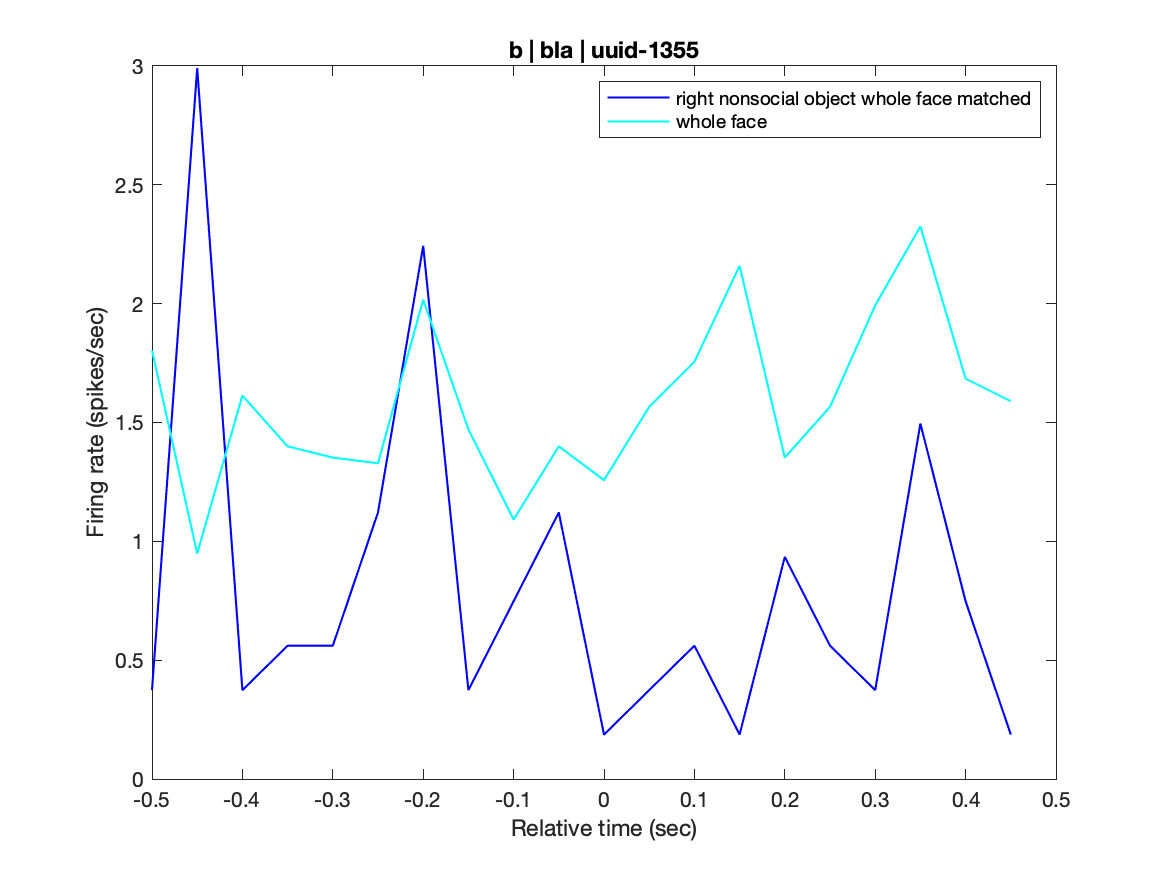 b | bla | uuid-1355
right nonsocial object whole face matched
whole face
Firing rate (spikes/sec)
3
2.5
2
1.5
1
0.5
0
-0.5 -0.4 -0.3 -0.2 -0.1 0 0.1 0.2 0.3 0.4 0.5
Relative time (sec)